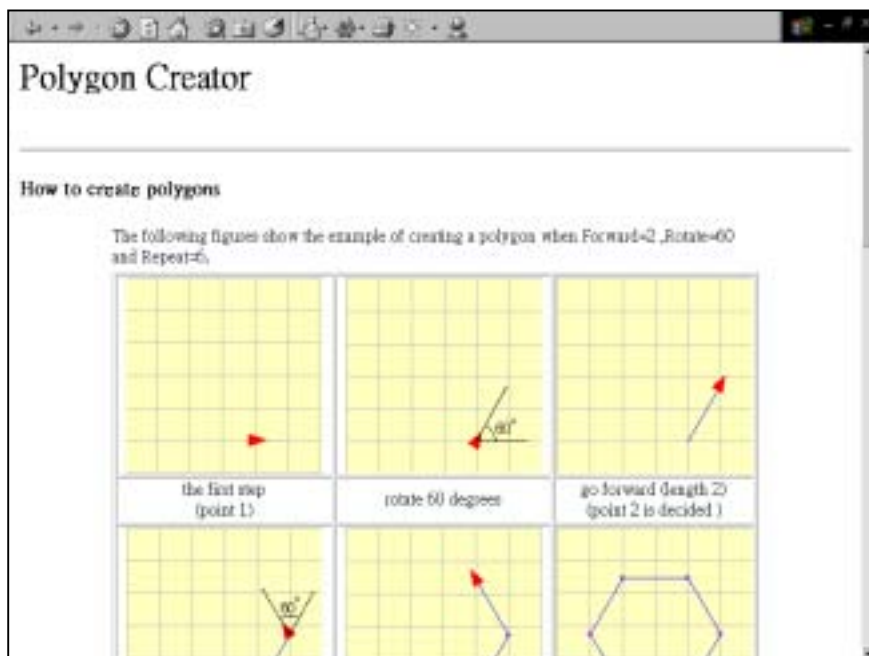 Polygon Creator
How to create polygons
The following figures show the example of creating a polygon when Forward=2 ,Rotate=60
and Repeat=6.
60°
the first step
(point 1)
rotate 60 degrees
go forward (length 2)
(point 2 is decided )
60°